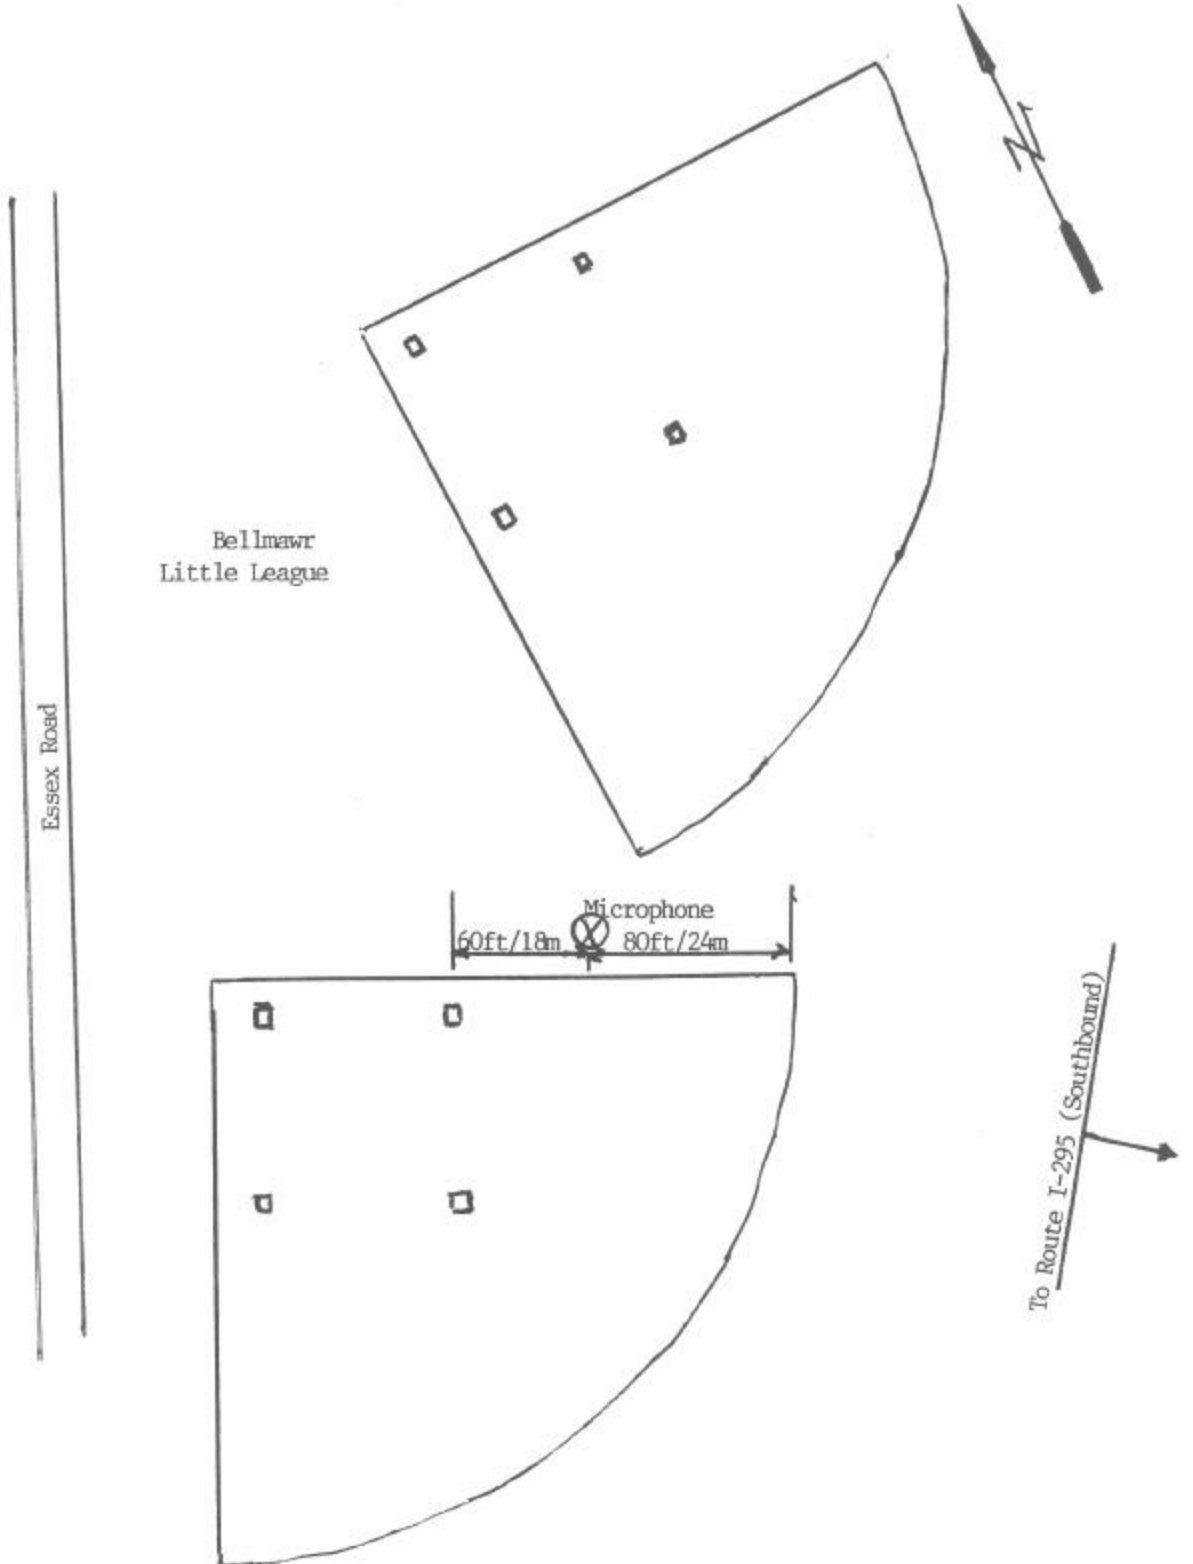 N
Bellmawr
Little League
Essex Road
Microphone
60ft/18m 80ft/24m
To Route I-295 (Southbound)